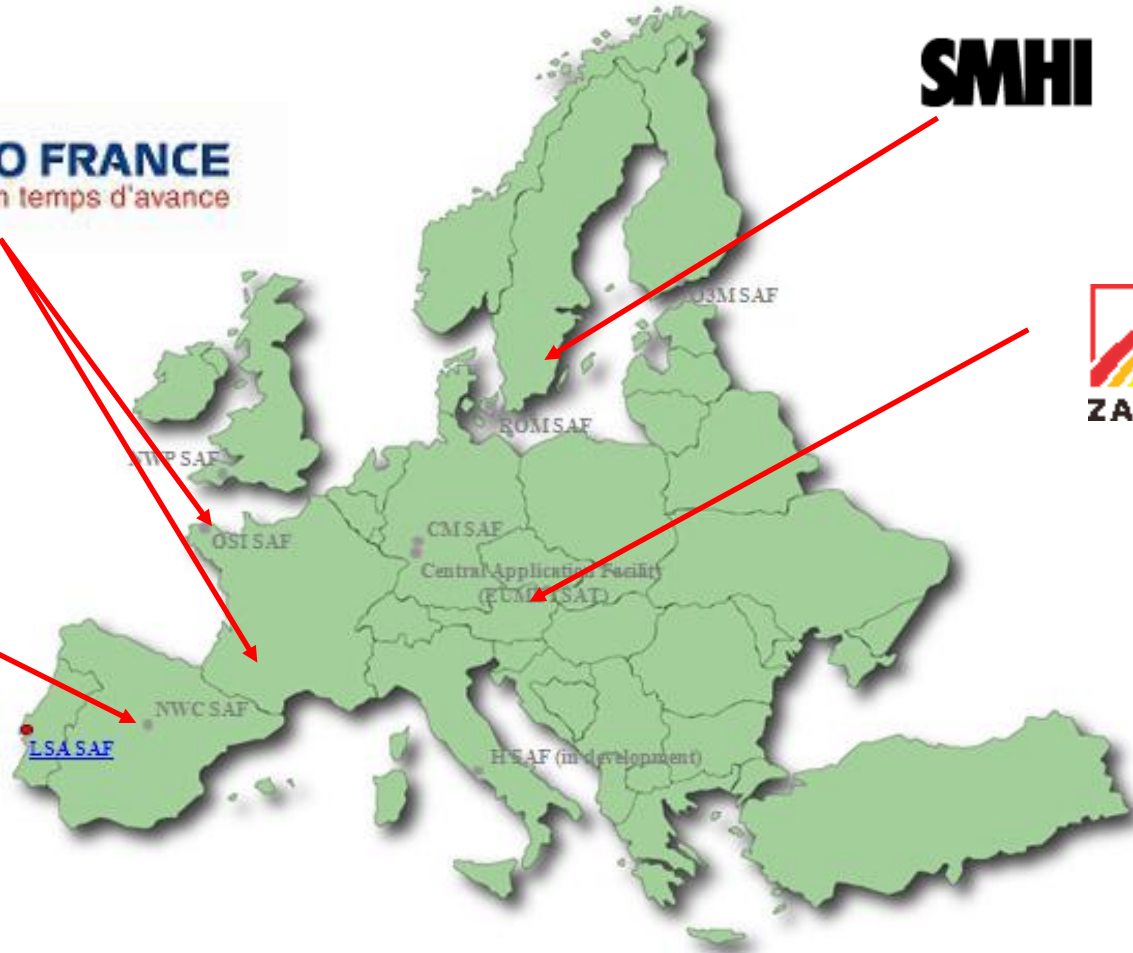 SMHI
O FRANCE
n temps d'avance
O3M SAF
ZA
ROM SAF
NWP SAF
OSI SAF
CM SAF
Central Application Facility
(EUMETSAT)
NWC SAF
LSA SAF
H SAF (in development)